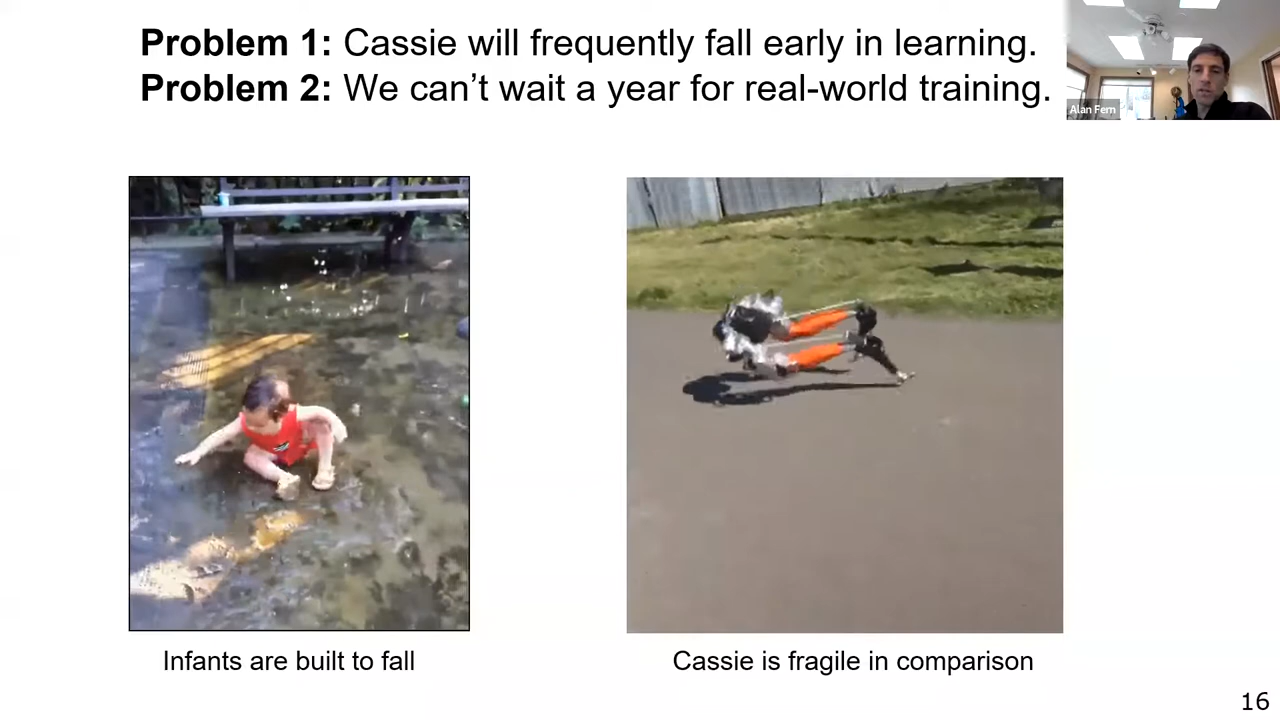 Problem 1: Cassie will frequently fall early in learning.
Problem 2: We can't wait a year for real-world training.
Alan Fern
Infants are built to fall
Cassie is fragile in comparison
16